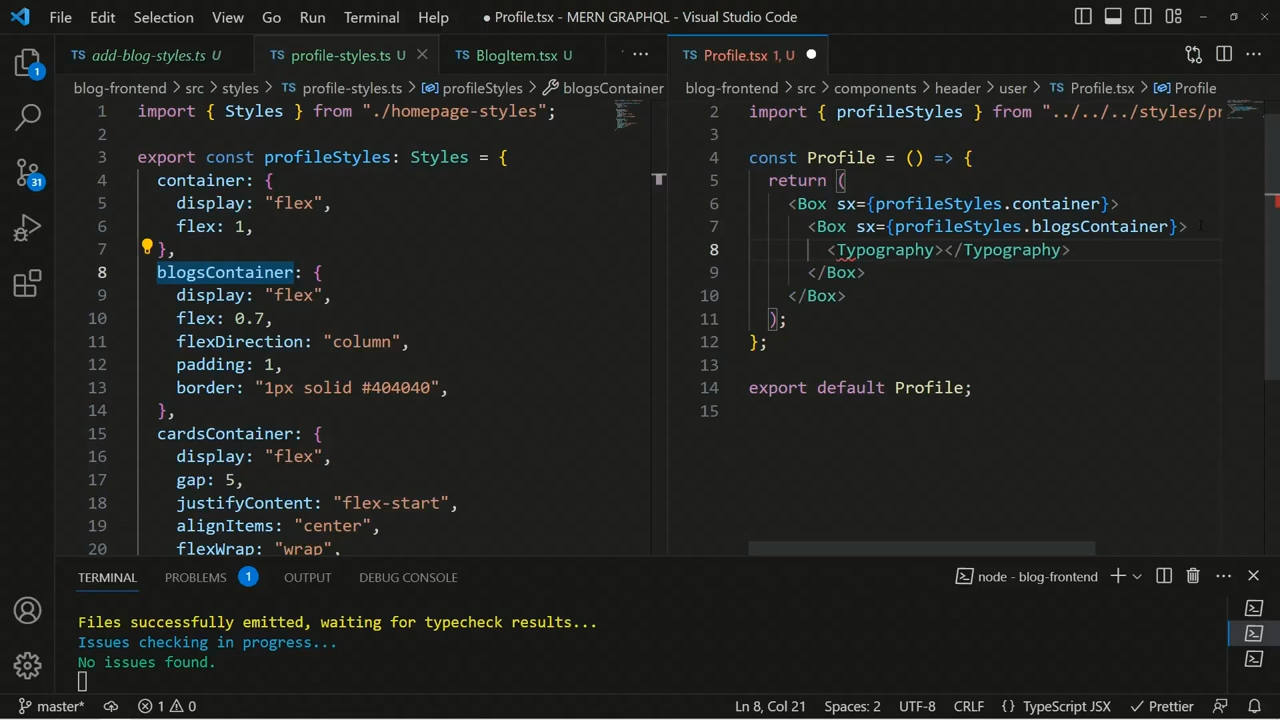 File Edit Selection View Go Run Terminal Help
● Profile.tsx - MERN GRAPHQL - Visual Studio Code
TS add-blog-styles.ts U
TS profile-styles.ts U
TS BlogItem.tsx U
blog-frontend > src > styles > TS profile-styles.ts > profileStyles > blogsContainer
1 import { Styles } from "./homepage-styles";
2
3 export const profileStyles: Styles = {
4 container: {
5 display: "flex",
6 flex: 1,
7 },
8 blogsContainer: {
9 display: "flex",
10 flex: 0.7,
11 flexDirection: "column",
12 padding: 1,
13 border: "1px solid #404040",
14 },
15 cardsContainer: {
16 display: "flex",
17 gap: 5,
18 justifyContent: "flex-start",
19 alignItems: "center",
20 flexWrap: "wrap",
TS Profile.tsx 1, U
blog-frontend > src > components > header > user > TS Profile.tsx > Profile
2 import { profileStyles } from "../../../styles/pr
3
4 const Profile = () => {
5 return (
6 <Box sx={profileStyles.container}>
7 <Box sx={profileStyles.blogsContainer}>
8 <Typography></Typography>
9 </Box>
10 </Box>
11 );
12 };
13
14 export default Profile;
15
1
31
TERMINAL PROBLEMS 1 OUTPUT DEBUG CONSOLE
node - blog-frontend
Files successfully emitted, waiting for typecheck results...
Issues checking in progress...
No issues found.
master* 1 0 Ln 8, Col 21 Spaces: 2 UTF-8 CRLF {} TypeScript JSX Prettier